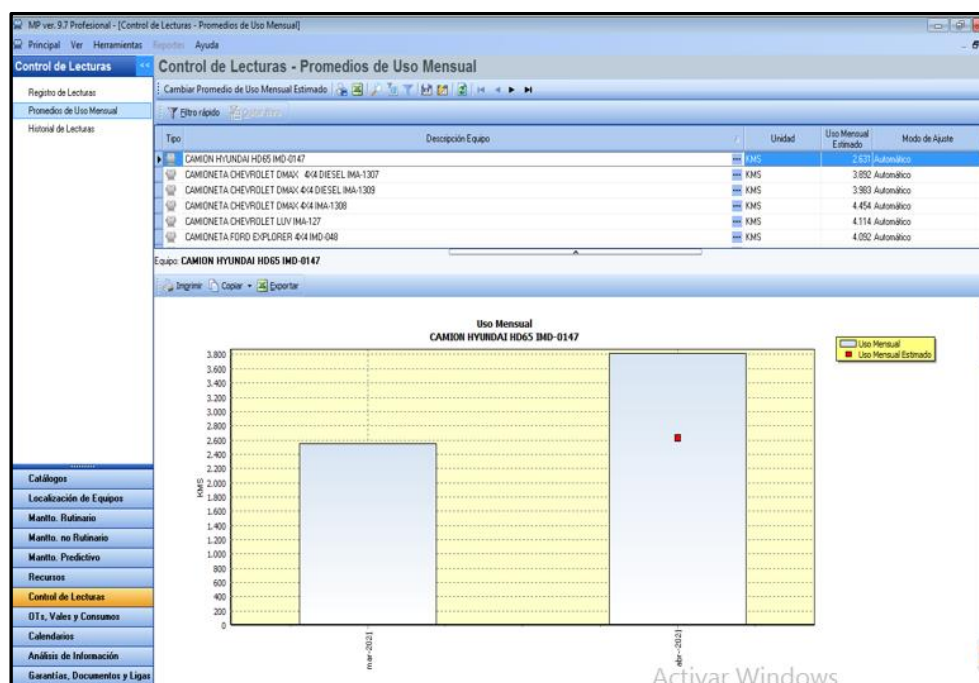 MP ver. 9.7 Profesional - [Control de Lecturas - Promedios de Uso Mensual]
Principal Ver Herramientas Reportes Ayuda
Control de Lecturas <<
Registro de Lecturas
Promedios de Uso Mensual
Historial de Lecturas
Control de Lecturas - Promedios de Uso Mensual
Cambiar Promedio de Uso Mensual Estimado
Filtro rápido
Tipo Descripción Equipo Unidad Uso Mensual Estimado Modo de Ajuste
CAMION HYUNDAI HD65 IMD-0147 KMS 2.631 Automático
CAMIONETA CHEVROLET DMAX 4X4 DIESEL IMA-1307 KMS 3.892 Automático
CAMIONETA CHEVROLET DMAX 4X4 DIESEL IMA-1309 KMS 3.983 Automático
CAMIONETA CHEVROLET DMAX 4X4 IMA-1308 KMS 4.454 Automático
CAMIONETA CHEVROLET LUV IMA-127 KMS 4.114 Automático
CAMIONETA FORD EXPLORER 4X4 IMD-048 KMS 4.092 Automático
Equipo: CAMION HYUNDAI HD65 IMD-0147
Imprimir Copiar Exportar
Uso Mensual
CAMION HYUNDAI HD65 IMD-0147
Uso Mensual
Uso Mensual Estimado
3.800
3.600
3.400
3.200
3.000
2.800
2.600
2.400
2.200
2.000
1.800
1.600
1.400
1.200
1.000
800
600
400
200
0
KMS
mar-2021
abr-2021
Catálogos
Localización de Equipos
Mantto. Rutinario
Mantto. no Rutinario
Mantto. Predictivo
Recursos
Control de Lecturas
OTs, Vales y Consumos
Calendarios
Análisis de Información
Garantías, Documentos y Ligas
Activar Windows